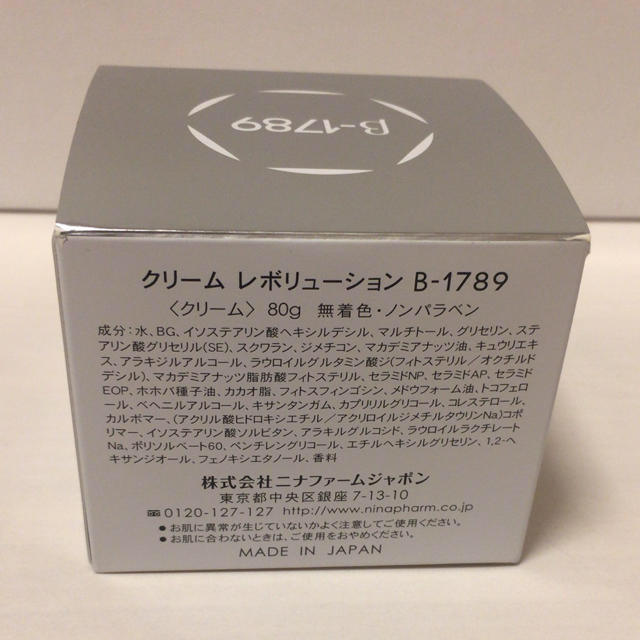 β-1789
クリーム レボリューション B-1789
〈クリーム〉 80g 無着色・ノンパラベン
成分：水、BG、イソステアリン酸ヘキシルデシル、マルチトール、グリセリン、ステ
アリン酸グリセリル(SE)、スクワラン、ジメチコン、マカデミアナッツ油、キュウリエキ
ス、アラキジルアルコール、ラウロイルグルタミン酸ジ(フィトステリル／オクチルド
デシル)、マカデミアナッツ脂肪酸フィトステリル、セラミドNP、セラミドAP、セラミド
EOP、ホホバ種子油、カカオ脂、フィトスフィンゴシン、メドウフォーム油、トコフェロ
ール、ベヘニルアルコール、キサンタンガム、カプリリルグリコール、コレステロール、
カルボマー、(アクリル酸ヒドロキシエチル／アクリロイルジメチルタウリンNa)コポ
リマー、イソステアリン酸ソルビタン、アラキルグルコシド、ラウロイルラクチレート
Na、ポリソルベート60、ペンチレングリコール、エチルヘキシルグリセリン、1,2-ヘ
キサンジオール、フェノキシエタノール、香料
株式会社ニナファームジャポン
東京都中央区銀座 7-13-10
0120-127-127 http://www.ninapharm.co.jp
● お肌に異常が生じていないかよく注意してご使用ください。
● お肌に合わないときは、ご使用をおやめください。
MADE IN JAPAN